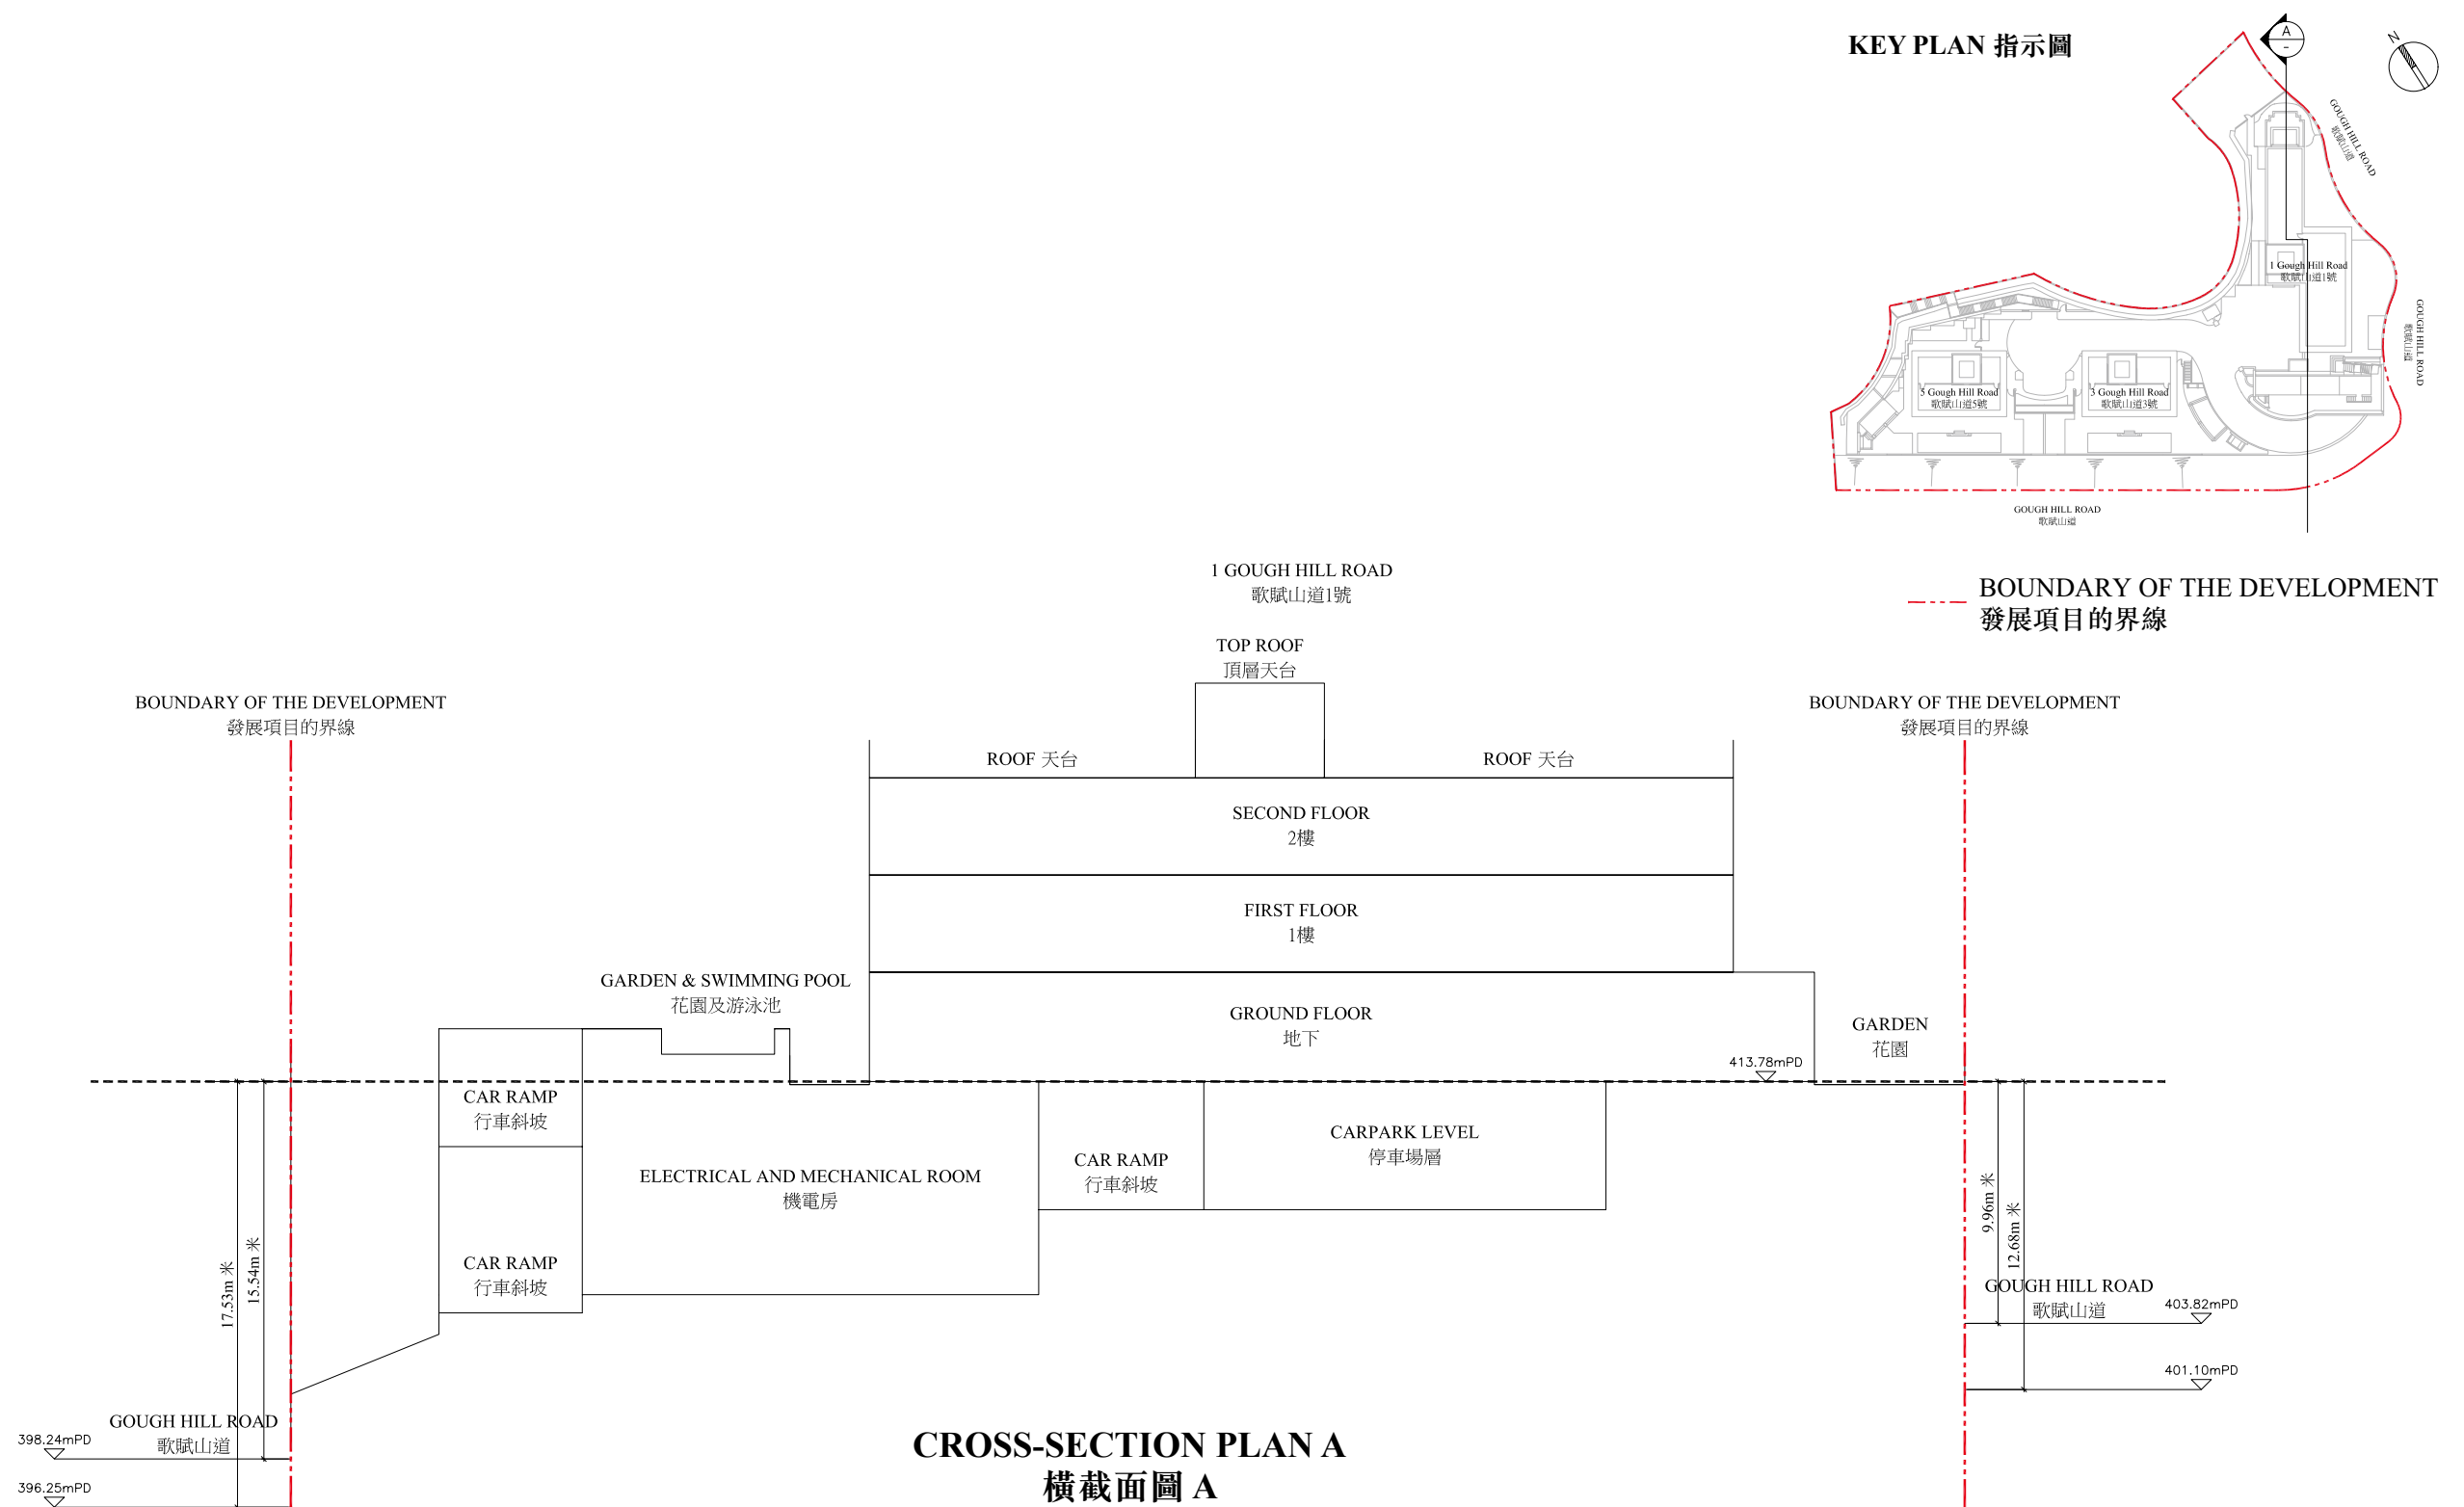 KEY PLAN 指示圖
A
-
N
GOUGH HILL ROAD
歌賦山道
1 Gough Hill Road
歌賦山道1號
GOUGH HILL ROAD
歌賦山道
5 Gough Hill Road
歌賦山道5號
3 Gough Hill Road
歌賦山道3號
GOUGH HILL ROAD
歌賦山道
BOUNDARY OF THE DEVELOPMENT
發展項目的界線
1 GOUGH HILL ROAD
歌賦山道1號
TOP ROOF
頂層天台
BOUNDARY OF THE DEVELOPMENT
發展項目的界線
BOUNDARY OF THE DEVELOPMENT
發展項目的界線
ROOF 天台
ROOF 天台
SECOND FLOOR
2樓
FIRST FLOOR
1樓
GARDEN & SWIMMING POOL
花園及游泳池
GROUND FLOOR
地下
GARDEN
花園
413.78mPD
CAR RAMP
行車斜坡
ELECTRICAL AND MECHANICAL ROOM
機電房
CAR RAMP
行車斜坡
CARPARK LEVEL
停車場層
CAR RAMP
行車斜坡
17.53m 米
15.54m 米
9.96m 米
12.68m 米
GOUGH HILL ROAD
歌賦山道
403.82mPD
401.10mPD
GOUGH HILL ROAD
歌賦山道
398.24mPD
396.25mPD
CROSS-SECTION PLAN A
橫截面圖 A